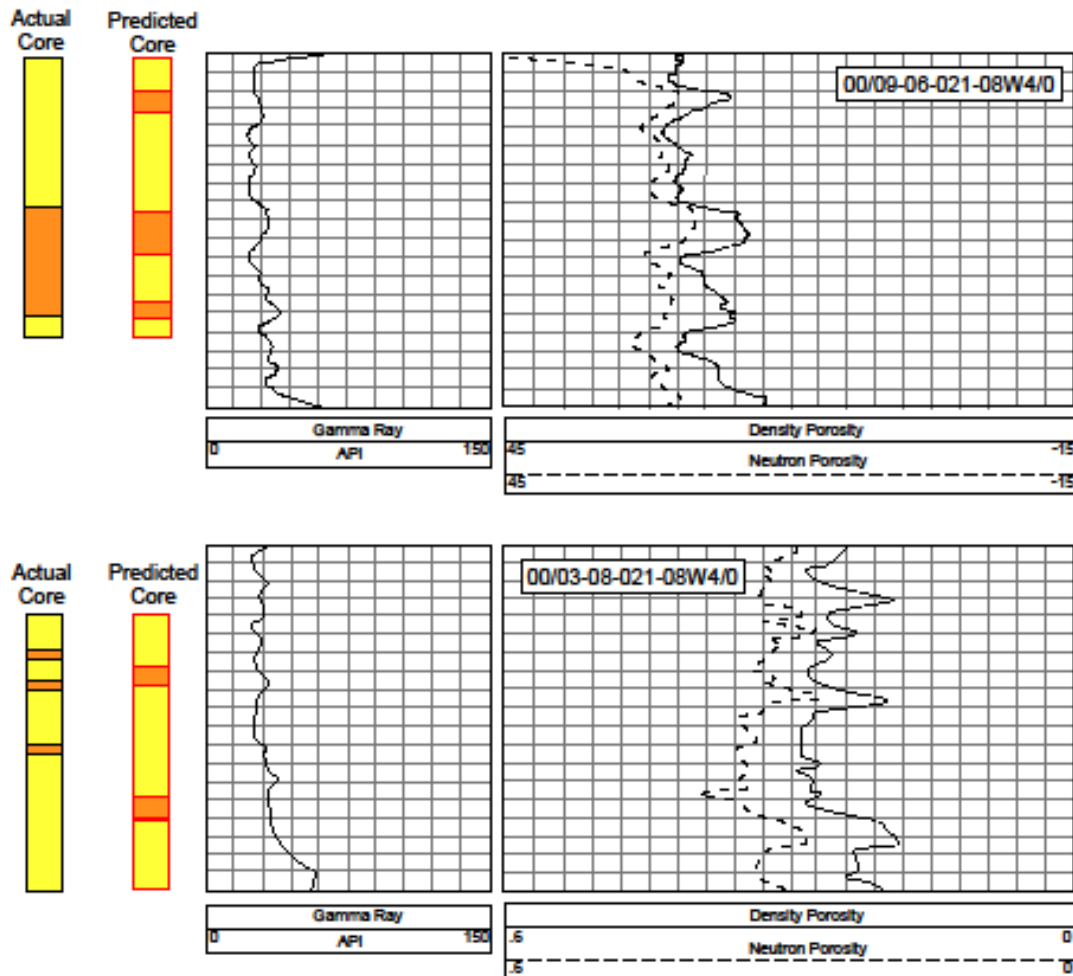 Actual
Core
Predicted
Core
00/09-06-021-08W4/0
Gamma Ray
0 API 150
Density Porosity
45 -15
Neutron Porosity
45 -15
Actual
Core
Predicted
Core
00/03-08-021-08W4/0
Gamma Ray
0 API 150
Density Porosity
.6 0
Neutron Porosity
.6 0